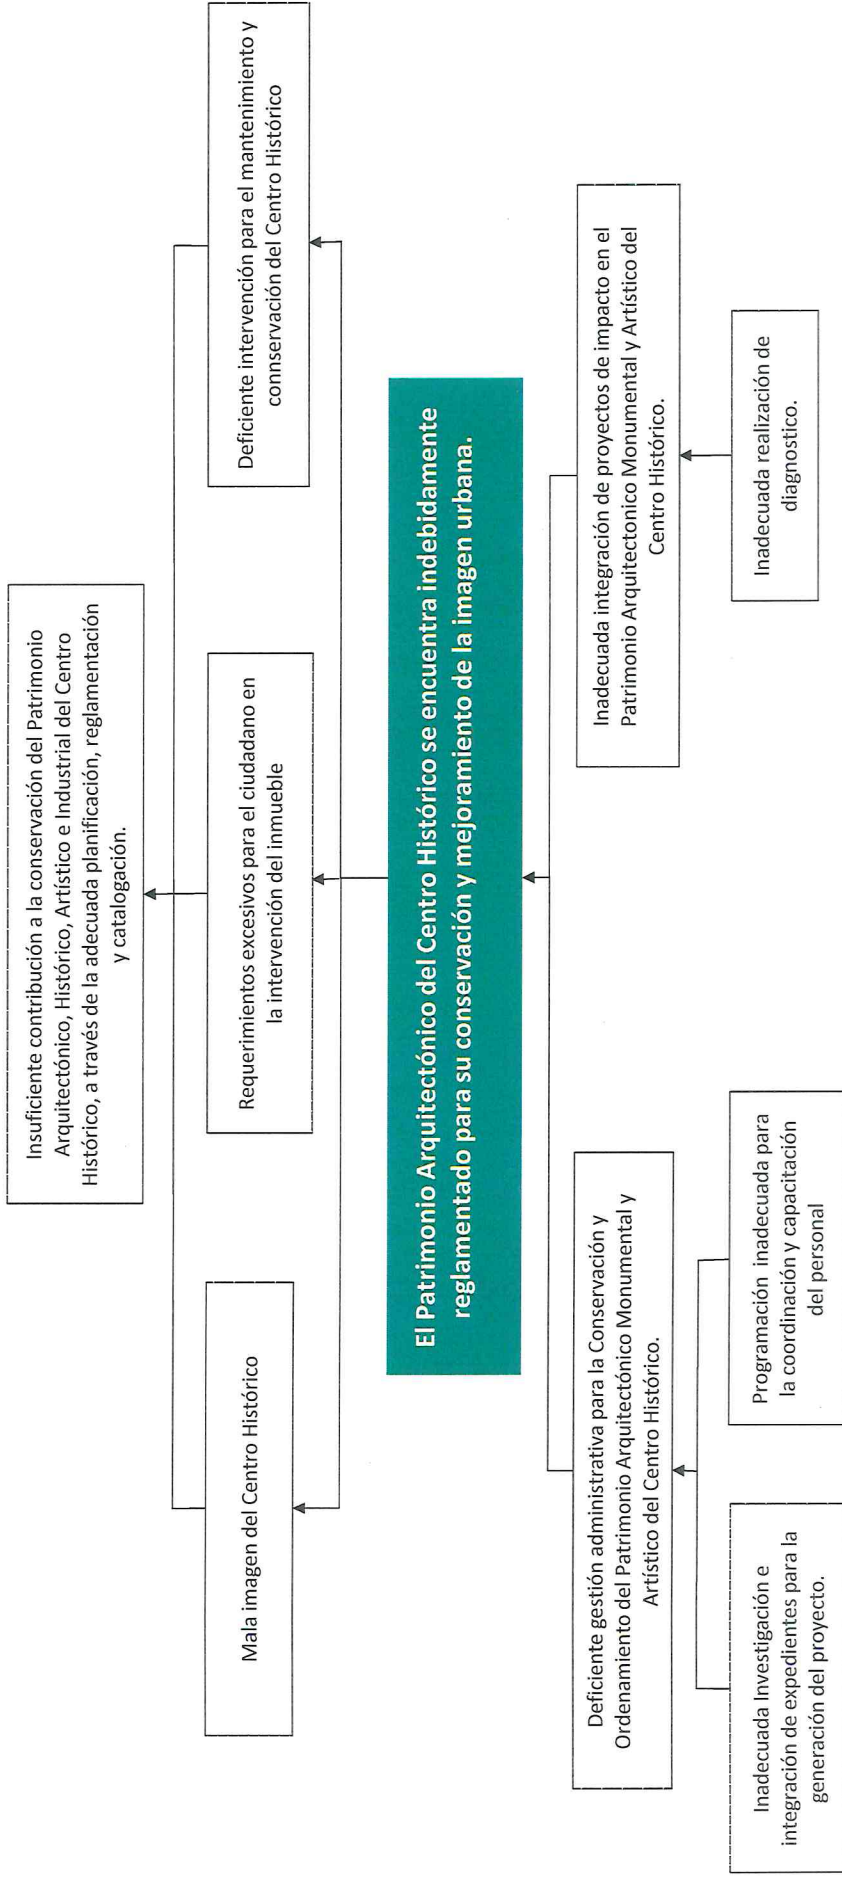 Insuficiente contribución a la conservación del Patrimonio
Arquitectónico, Histórico, Artístico e Industrial del Centro
Histórico, a través de la adecuada planificación, reglamentación
y catalogación.
Mala imagen del Centro Histórico
Requerimientos excesivos para el ciudadano en
la intervención del inmueble
Deficiente intervención para el mantenimiento y
connservación del Centro Histórico
El Patrimonio Arquitectónico del Centro Histórico se encuentra indebidamente
reglamentado para su conservación y mejoramiento de la imagen urbana.
Deficiente gestión administrativa para la Conservación y
Ordenamiento del Patrimonio Arquitectónico Monumental y
Artístico del Centro Histórico.
Inadecuada integración de proyectos de impacto en el
Patrimonio Arquitectonico Monumental y Artístico del
Centro Histórico.
Inadecuada Investigación e
integración de expedientes para la
generación del proyecto.
Programación inadecuada para
la coordinación y capacitación
del personal
Inadecuada realización de
diagnostico.